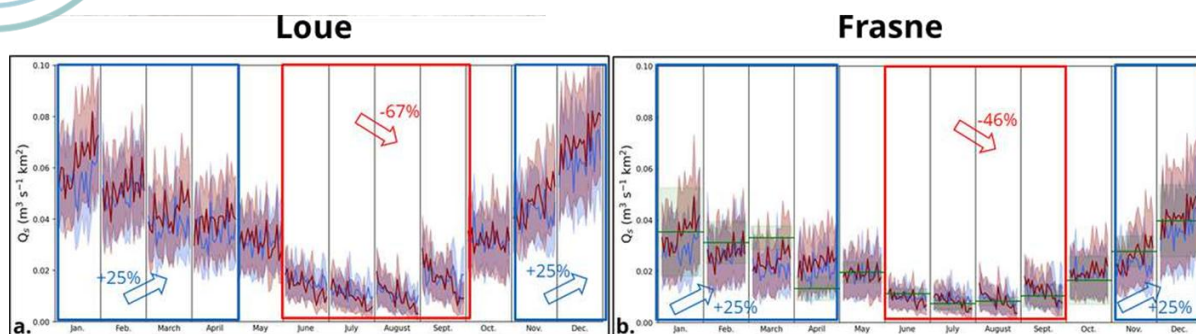 Loue
Frasne
Qs (m³ s⁻¹ km²)
0.10
0.08
0.06
0.04
0.02
0.00
-67%
+25%
+25%
a.
Jan. Feb. March April May June July August Sept. Oct. Nov. Dec.
Qs (m³ s⁻¹ km²)
0.10
0.08
0.06
0.04
0.02
0.00
-46%
+25%
+25%
b.
Jan. Feb. March April May June July August Sept. Oct. Nov. Dec.